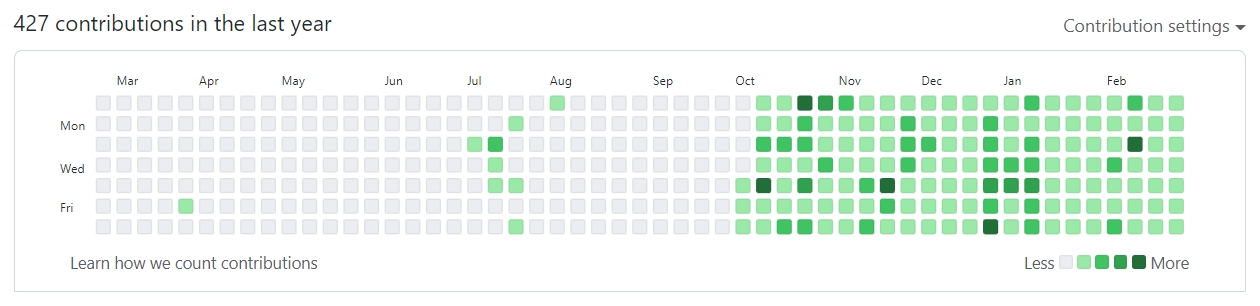 427 contributions in the last year
Contribution settings
Mar Apr May Jun Jul Aug Sep Oct Nov Dec Jan Feb
Mon
Wed
Fri
Learn how we count contributions
Less More